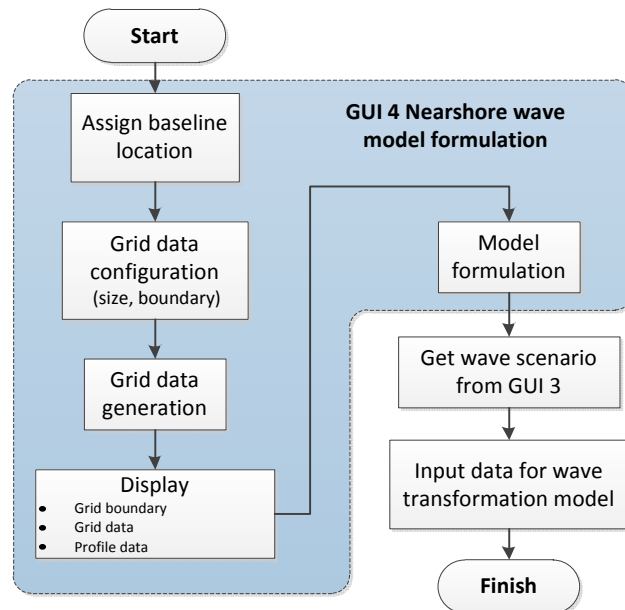 Start
GUI 4 Nearshore wave
model formulation
Assign baseline
location
Grid data
configuration
(size, boundary)
Grid data
generation
Display
• Grid boundary
• Grid data
• Profile data
Model
formulation
Get wave scenario
from GUI 3
Input data for wave
transformation model
Finish